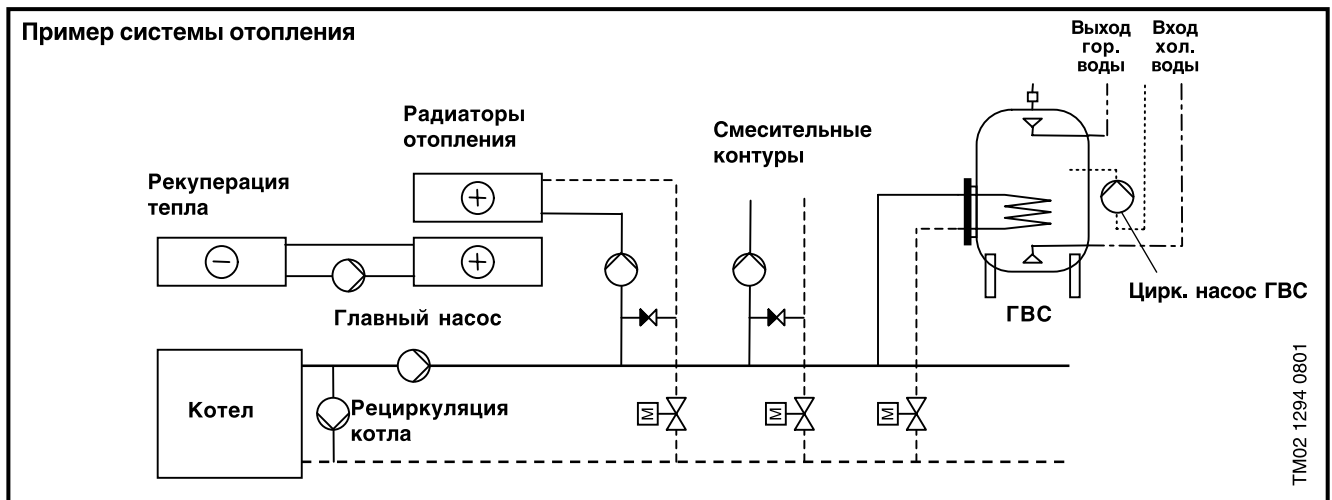 Пример системы отопления
Выход
гор.
воды
Вход
хол.
воды
Радиаторы
отопления
Смесительные
контуры
Рекуперация
тепла
Цирк. насос ГВС
ГВС
Главный насос
Котел
Рециркуляция
котла
M
M
M
TM02 1294 0801